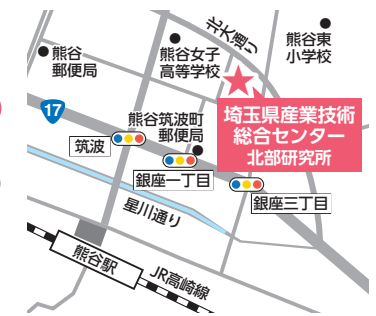 北大通り
熊谷
郵便局
熊谷女子
高等学校
熊谷東
小学校
17
熊谷筑波町
郵便局
埼玉県産業技術
総合センター
北部研究所
筑波
銀座一丁目
銀座三丁目
星川通り
熊谷駅
JR高崎線